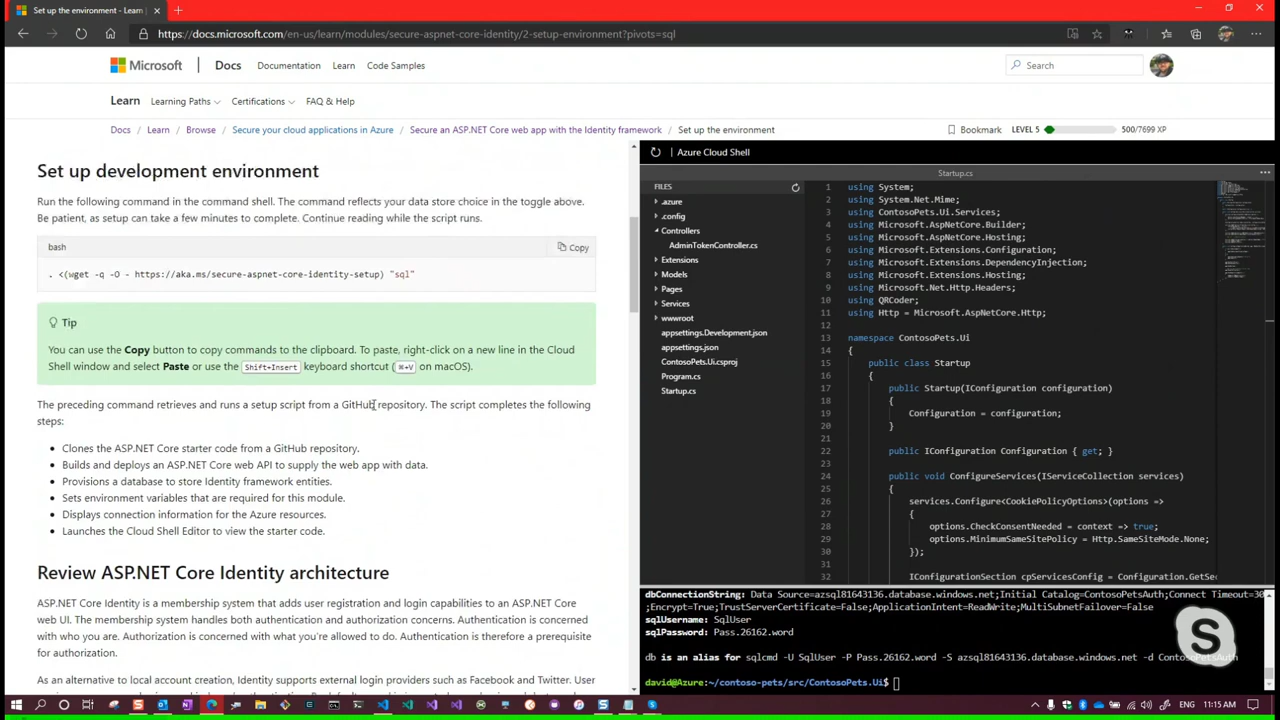 Set up the environment - Learn |
https://docs.microsoft.com/en-us/learn/modules/secure-aspnet-core-identity/2-setup-environment?pivots=sql
Microsoft | Docs Documentation Learn Code Samples
Search
Learn Learning Paths Certifications FAQ & Help
Docs / Learn / Browse / Secure your cloud applications in Azure / Secure an ASP.NET Core web app with the Identity framework / Set up the environment
Bookmark LEVEL 5 500/7699 XP
Set up development environment
Run the following command in the command shell. The command reflects your data store choice in the toggle above.
Be patient, as setup can take a few minutes to complete. Continue reading while the script runs.
bash Copy
. <(wget -q -O - https://aka.ms/secure-aspnet-core-identity-setup) "sql"
Tip
You can use the Copy button to copy commands to the clipboard. To paste, right-click on a new line in the Cloud
Shell window and select Paste or use the Shift+Insert keyboard shortcut (⌘+V on macOS).
The preceding command retrieves and runs a setup script from a GitHub repository. The script completes the following
steps:
• Clones the ASP.NET Core starter code from a GitHub repository.
• Builds and deploys an ASP.NET Core web API to supply the web app with data.
• Provisions a database to store Identity framework entities.
• Sets environment variables that are required for this module.
• Displays connection information for the Azure resources.
• Launches the Cloud Shell Editor to view the starter code.
Review ASP.NET Core Identity architecture
ASP.NET Core Identity is a membership system that adds user registration and login capabilities to an ASP.NET Core
web UI. The membership system handles both authentication and authorization concerns. Authentication is concerned
with who you are. Authorization is concerned with what you're allowed to do. Authentication is therefore a prerequisite
for authorization.
As an alternative to local account creation, Identity supports external login providers such as Facebook and Twitter. User
| Azure Cloud Shell
Startup.cs
FILES
.azure
.config
Controllers
AdminTokenController.cs
Extensions
Models
Pages
Services
wwwroot
appsettings.Development.json
appsettings.json
ContosoPets.Ui.csproj
Program.cs
Startup.cs
1 using System;
2 using System.Net.Mime;
3 using ContosoPets.Ui.Services;
4 using Microsoft.AspNetCore.Builder;
5 using Microsoft.AspNetCore.Hosting;
6 using Microsoft.Extensions.Configuration;
7 using Microsoft.Extensions.DependencyInjection;
8 using Microsoft.Extensions.Hosting;
9 using Microsoft.Net.Http.Headers;
10 using QRCoder;
11 using Http = Microsoft.AspNetCore.Http;
12
13 namespace ContosoPets.Ui
14 {
15 public class Startup
16 {
17 public Startup(IConfiguration configuration)
18 {
19 Configuration = configuration;
20 }
21
22 public IConfiguration Configuration { get; }
23
24 public void ConfigureServices(IServiceCollection services)
25 {
26 services.Configure<CookiePolicyOptions>(options =>
27 {
28 options.CheckConsentNeeded = context => true;
29 options.MinimumSameSitePolicy = Http.SameSiteMode.None;
30 });
31
32 IConfigurationSection cpServicesConfig = Configuration.GetSe
dbConnectionString: Data Source=azsql81643136.database.windows.net;Initial Catalog=ContosoPetsAuth;Connect Timeout=30
;Encrypt=True;TrustServerCertificate=False;ApplicationIntent=ReadWrite;MultiSubnetFailover=False
sqlUsername: SqlUser
sqlPassword: Pass.26162.word
db is an alias for sqlcmd -U SqlUser -P Pass.26162.word -S azsql81643136.database.windows.net -d ContosoPetsAuth
david@Azure:~/contoso-pets/src/ContosoPets.Ui$
ENG 11:15 AM